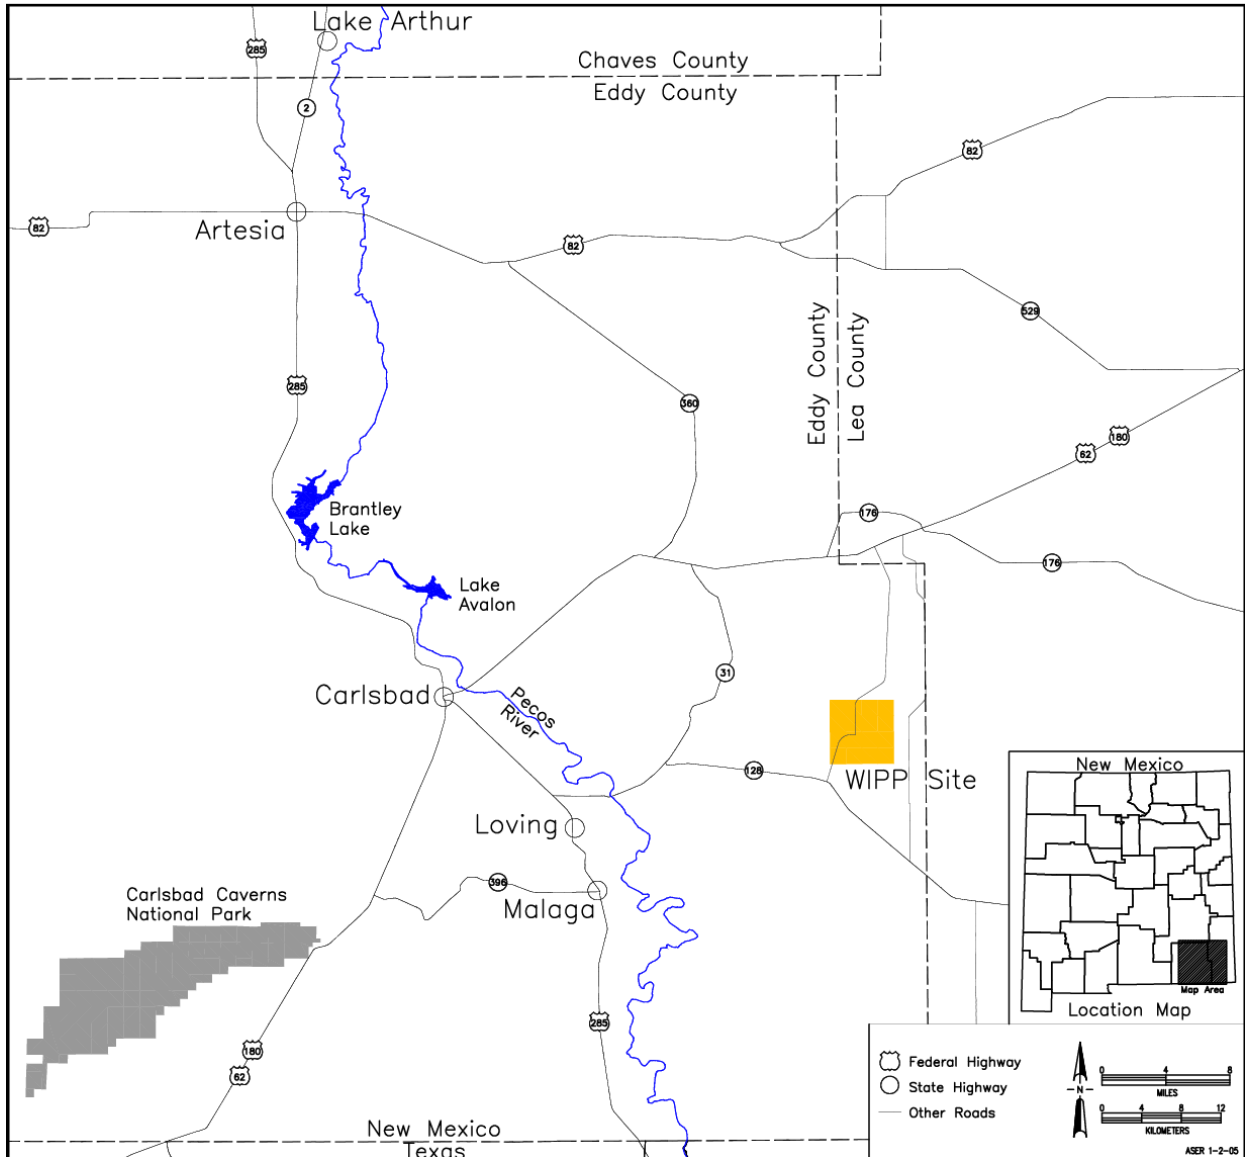 Lake Arthur
285
Chaves County
Eddy County
2
82
82
Artesia
82
Eddy County
Lea County
529
285
360
180
62
Brantley
Lake
176
176
Lake
Avalon
31
Carlsbad
Pecos
River
128
WIPP Site
New Mexico
Loving
396
Malaga
Carlsbad Caverns
National Park
Map Area
Location Map
285
180
62
Federal Highway
State Highway
Other Roads
N
0 4 8
MILES
0 4 8 12
KILOMETERS
New Mexico
Texas
ASER 1-2-05